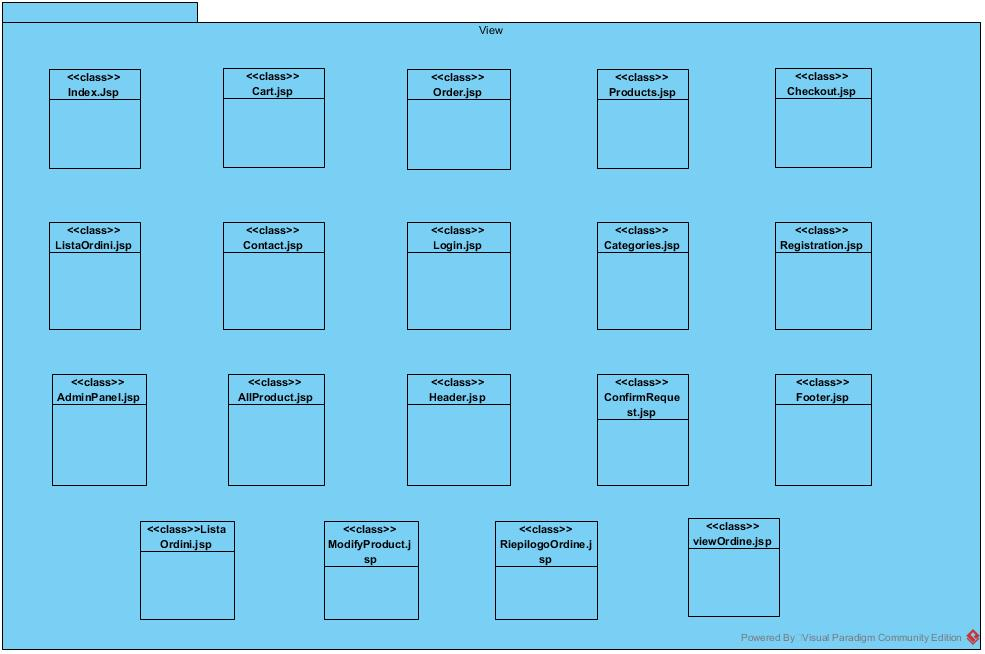 View
<<class>>
Index.Jsp
<<class>>
Cart.jsp
<<class>>
Order.jsp
<<class>>
Products.jsp
<<class>>
Checkout.jsp
<<class>>
ListaOrdini.jsp
<<class>>
Contact.jsp
<<class>>
Login.jsp
<<class>>
Categories.jsp
<<class>>
Registration.jsp
<<class>>
AdminPanel.jsp
<<class>>
AllProduct.jsp
<<class>>
Header.jsp
<<class>>
ConfirmReque
st.jsp
<<class>>
Footer.jsp
<<class>>Lista
Ordini.jsp
<<class>>
ModifyProduct.j
sp
<<class>>
RiepilogoOrdine.j
sp
<<class>>
viewOrdine.jsp
Powered By Visual Paradigm Community Edition